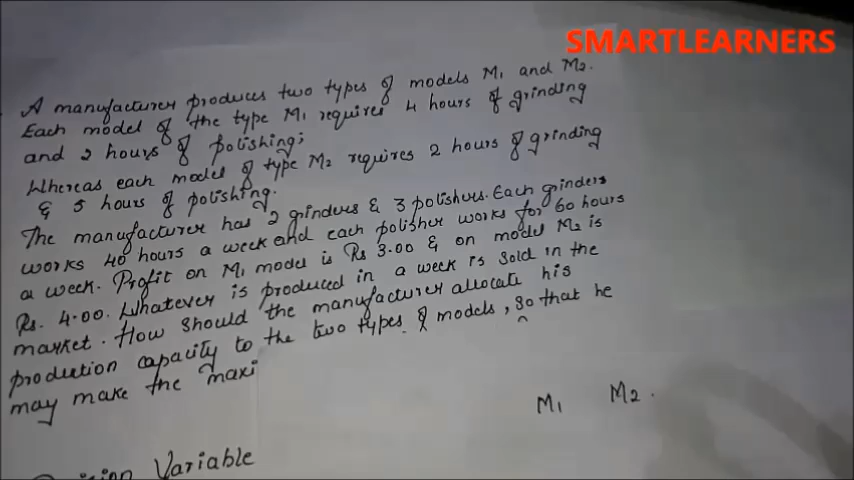 SMARTLEARNERS
A manufacturer produces two types of models M1 and M2.
Each model of the type M1 requires 4 hours of grinding
and 2 hours of polishing;
Whereas each model of type M2 requires 2 hours of grinding
& 5 hours of polishing.
The manufacturer has 2 grinders & 3 polishers. Each grinders
works 40 hours a week and each polisher works for 60 hours
a week. Profit on M1 model is Rs 3.00 & on model M2 is
Rs. 4.00. Whatever is produced in a week is sold in the
market. How should the manufacturer allocate his
production capacity to the two types of models, so that he
may make the maxi
M1 M2.
Variable